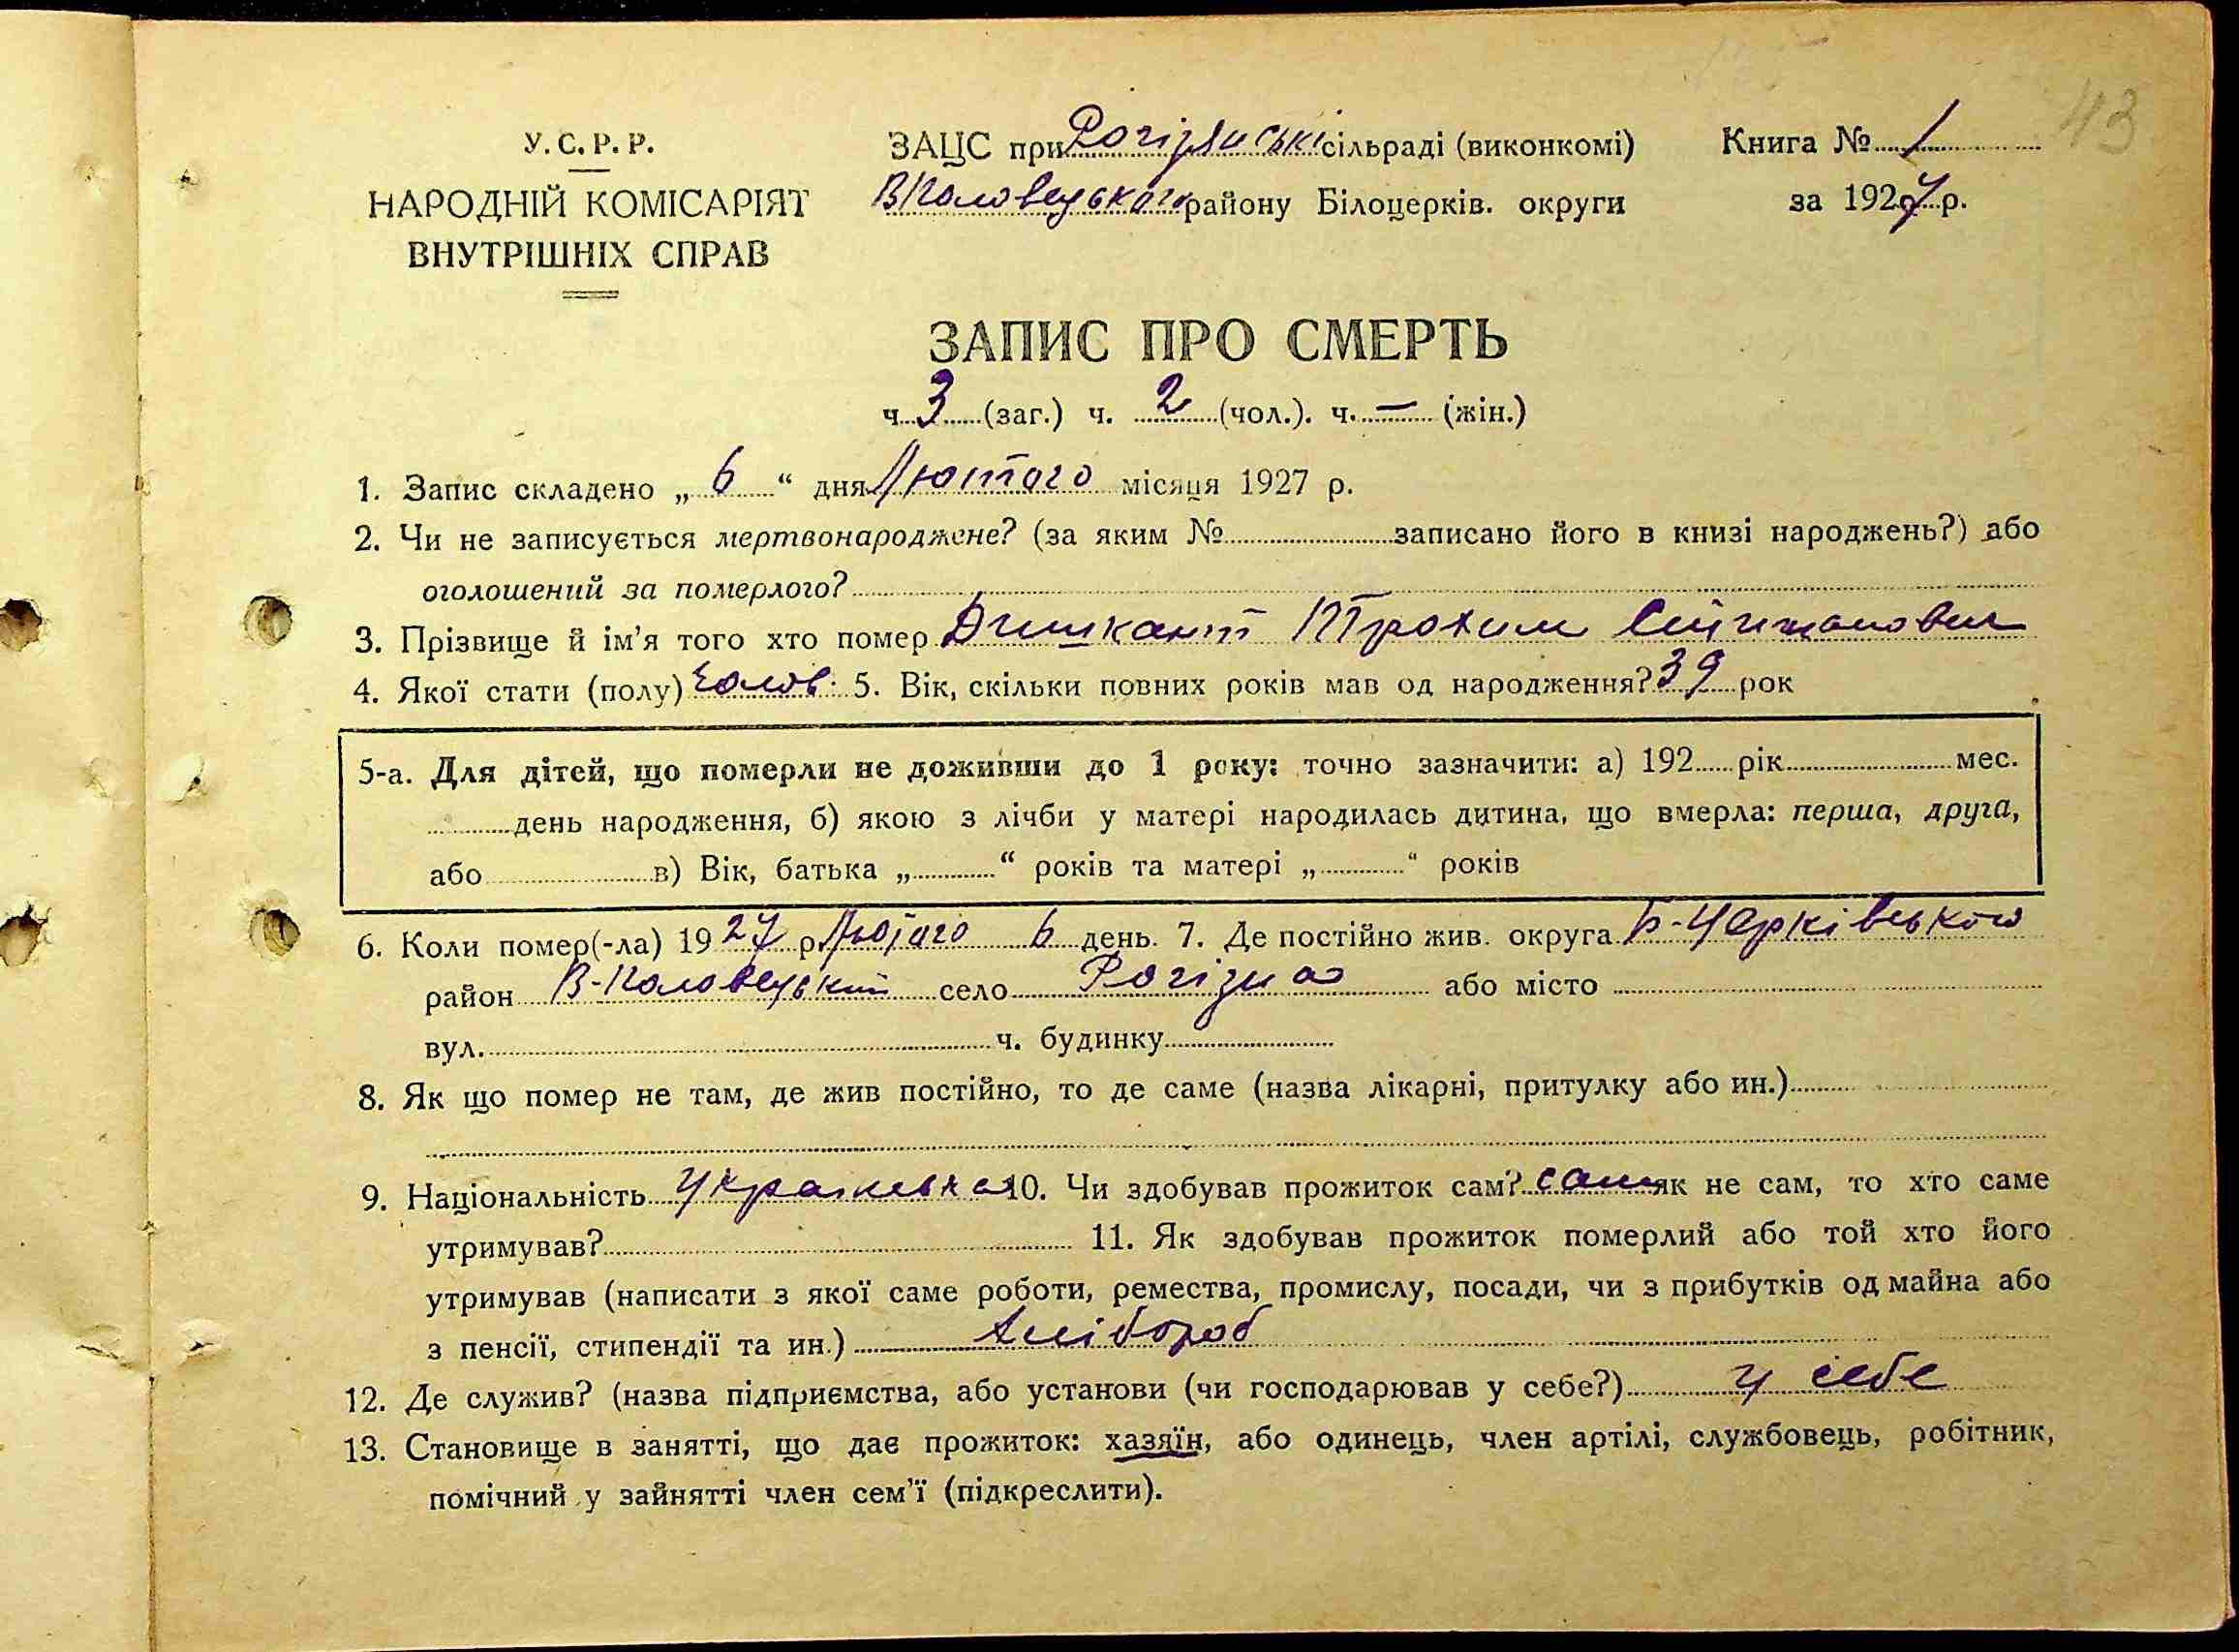 43
У. С. Р. Р.
НАРОДНІЙ КОМІСАРІЯТ
ВНУТРІШНІХ СПРАВ
ЗАЦС при Рогізянські сільраді (виконкомі)
В Половецького району Білоцерків. округи
Книга № 1
за 1927 р.
ЗАПИС ПРО СМЕРТЬ
ч. 3 (заг.) ч. 2 (чол.). ч. — (жін.)
1. Запис складено „ 6 “ дня Лютого місяця 1927 р.
2. Чи не записується мертвонароджене? (за яким № записано його в книзі народжень?) або
оголошений за померлого?
3. Прізвище й ім’я того хто помер Трохим
4. Якої стати (полу) чолов. 5. Вік, скільки повних років мав од народження? 39 рок
5-а. Для дітей, що померли не доживши до 1 року: точно зазначити: а) 192 рік мес.
день народження, б) якою з лічби у матері народилась дитина, що вмерла: перша, друга,
або в) Вік, батька „ “ років та матері „ “ років
6. Коли помер(-ла) 1927 р. Лютого 6 день. 7. Де постійно жив. округа Б-Церківського
район В-Половецький село Рогізна або місто
вул. ч. будинку
8. Як що помер не там, де жив постійно, то де саме (назва лікарні, притулку або ин.)
9. Національність Украінська 10. Чи здобував прожиток сам? сам як не сам, то хто саме
утримував? 11. Як здобував прожиток померлий або той хто його
утримував (написати з якої саме роботи, ремества, промислу, посади, чи з прибутків од майна або
з пенсії, стипендії та ин.) Хлібороб
12. Де служив? (назва підприємства, або установи (чи господарював у себе?) у себе
13. Становище в занятті, що дає прожиток: хазяїн, або одинець, член артілі, службовець, робітник,
помічний у зайнятті член сем’ї (підкреслити).